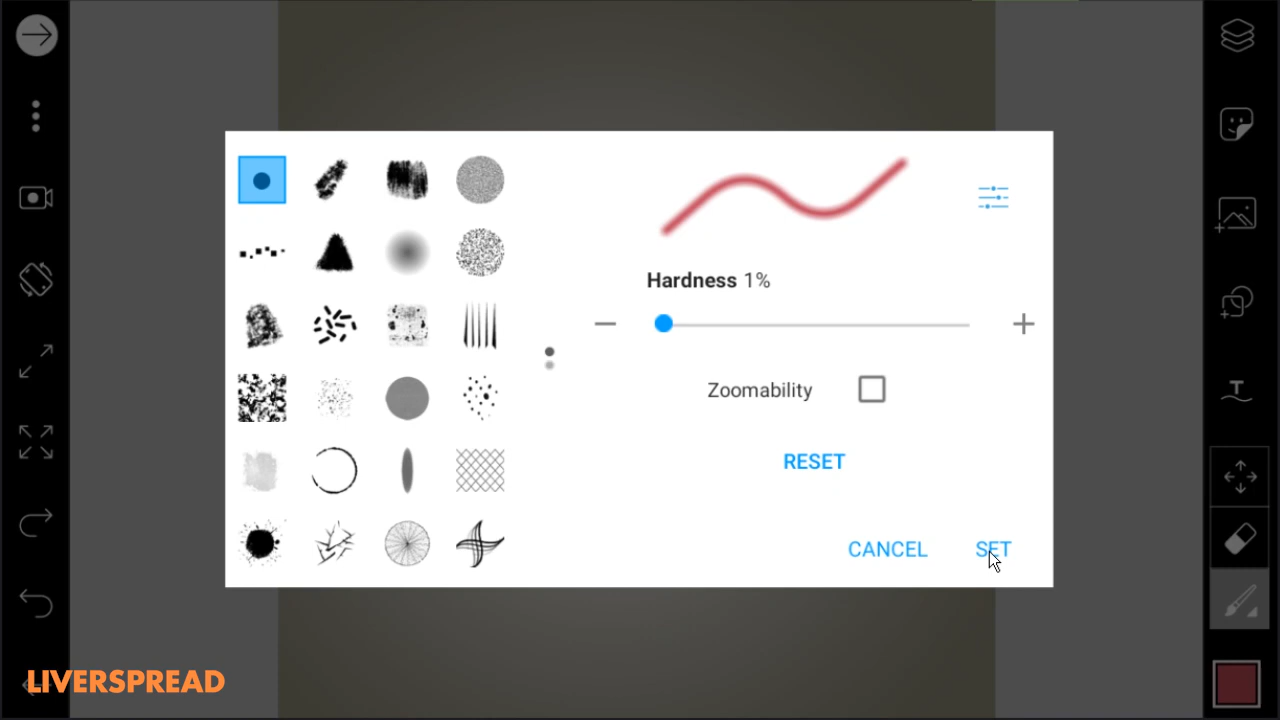 Hardness 1%
Zoomability
RESET
CANCEL SET
LIVERSPREAD